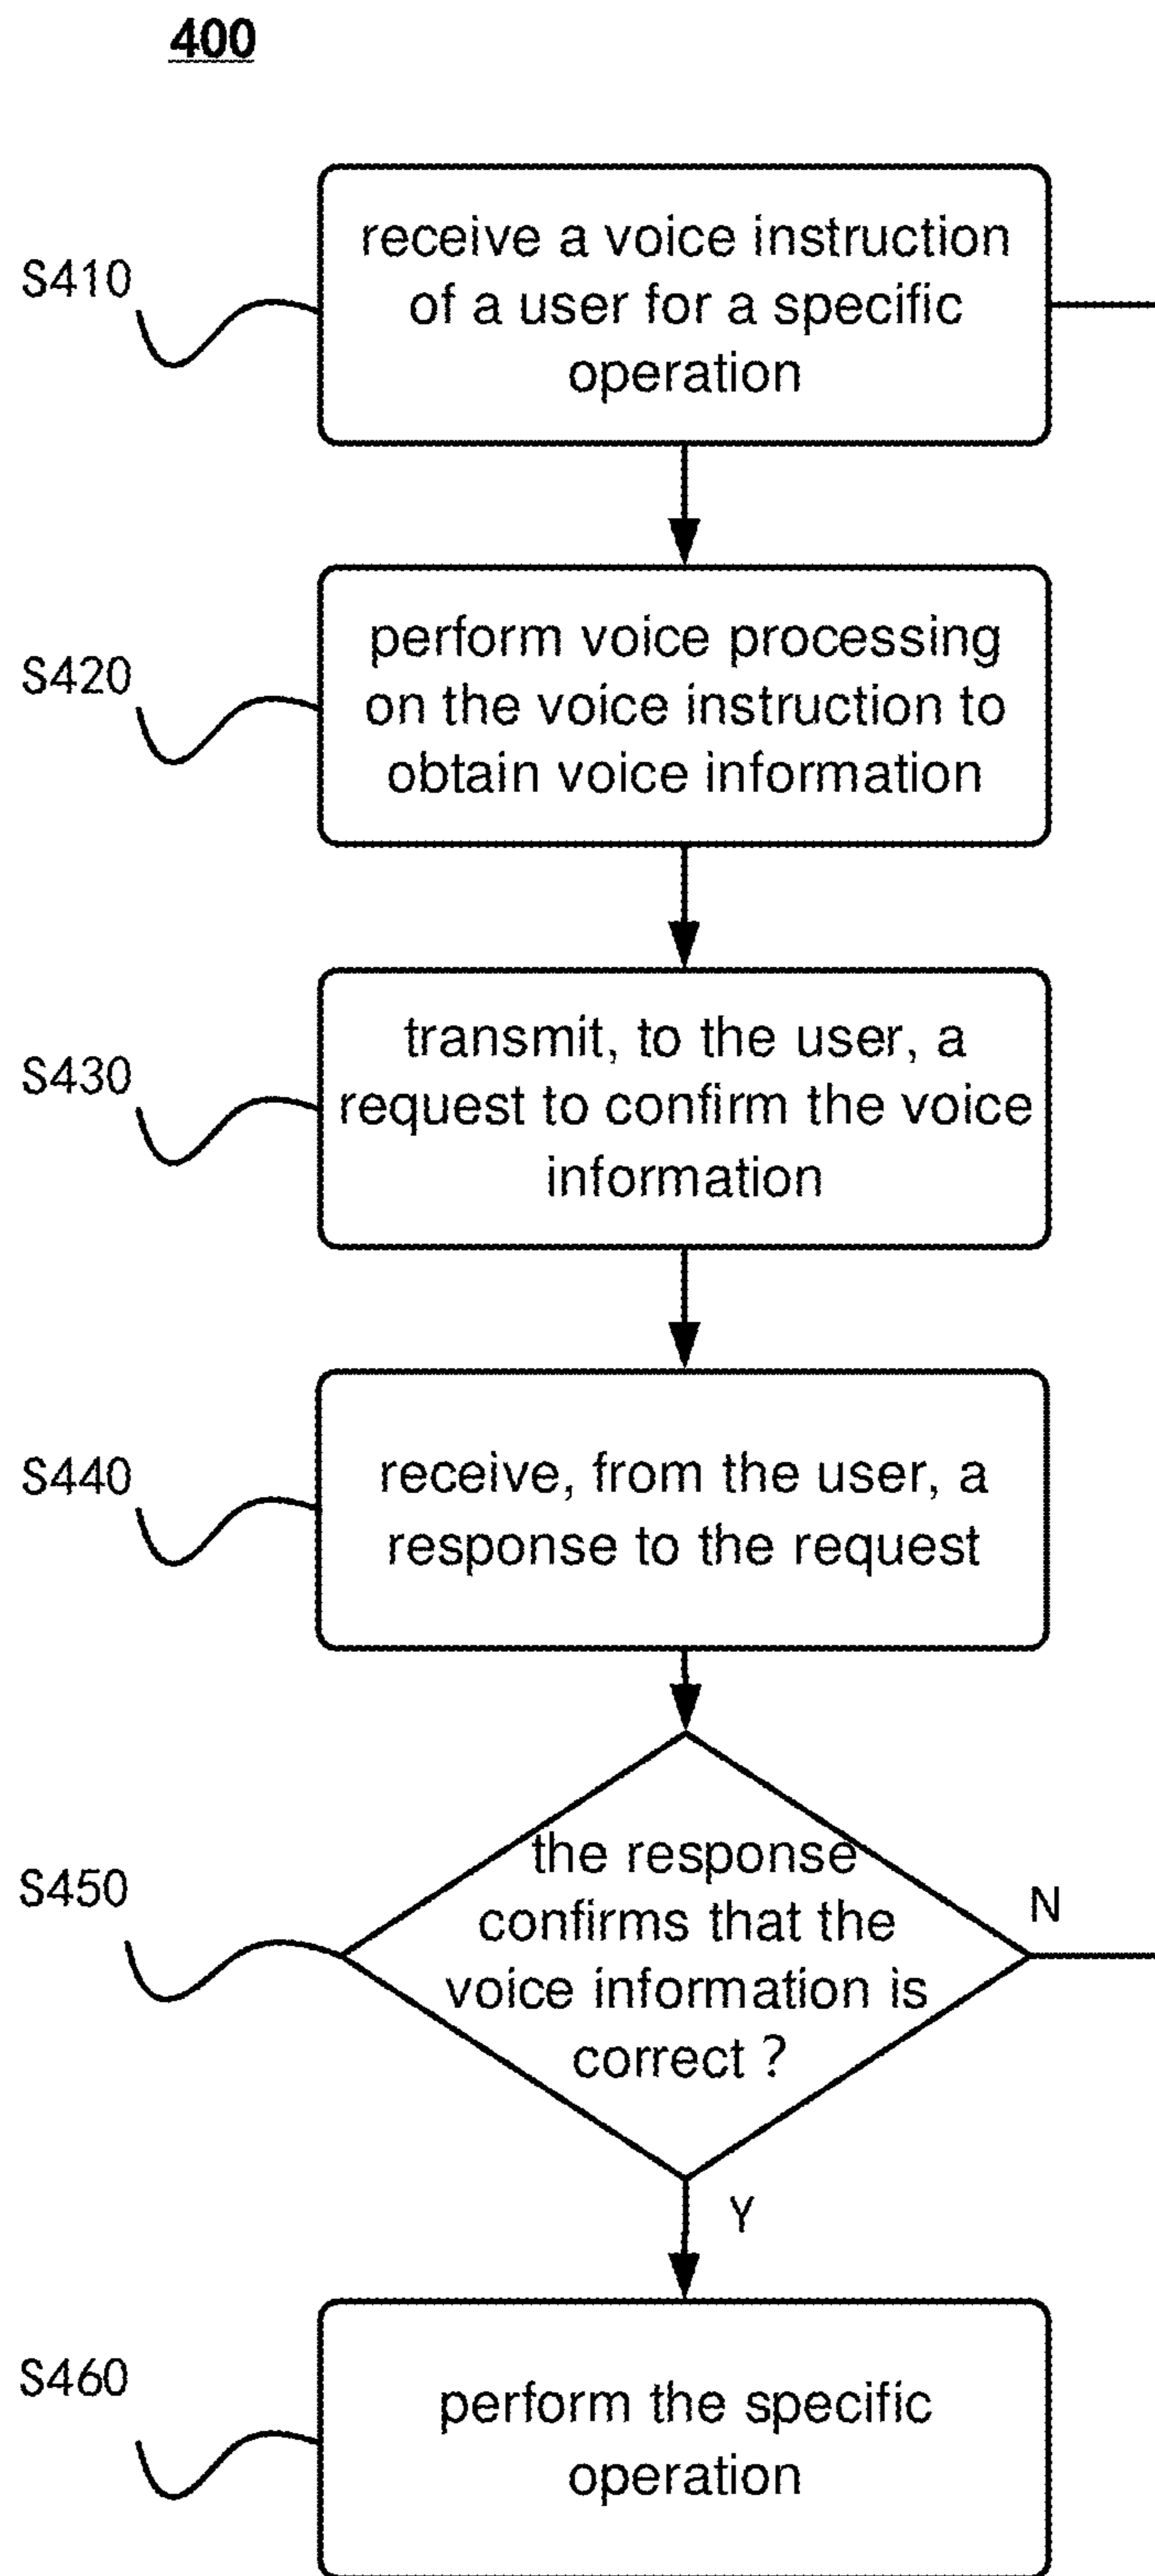 400
S410
receive a voice instruction
of a user for a specific
operation
S420
perform voice processing
on the voice instruction to
obtain voice information
S430
transmit, to the user, a
request to confirm the voice
information
S440
receive, from the user, a
response to the request
S450
the response
confirms that the
voice information is
correct ?
N
Y
S460
perform the specific
operation